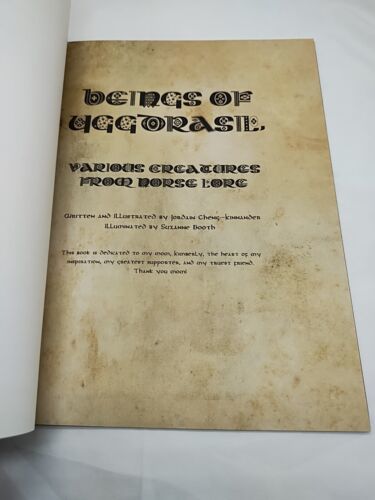 Beings of
Yggdrasil
Various Creatures
From Norse Lore
Written and Illustrated by Jordain Cheng-Kinnander
Illuminated by Suzanne Booth
This book is dedicated to my mom, Kimberly, the heart of my
inspiration, my greatest supporter, and my truest friend.
Thank you mom!